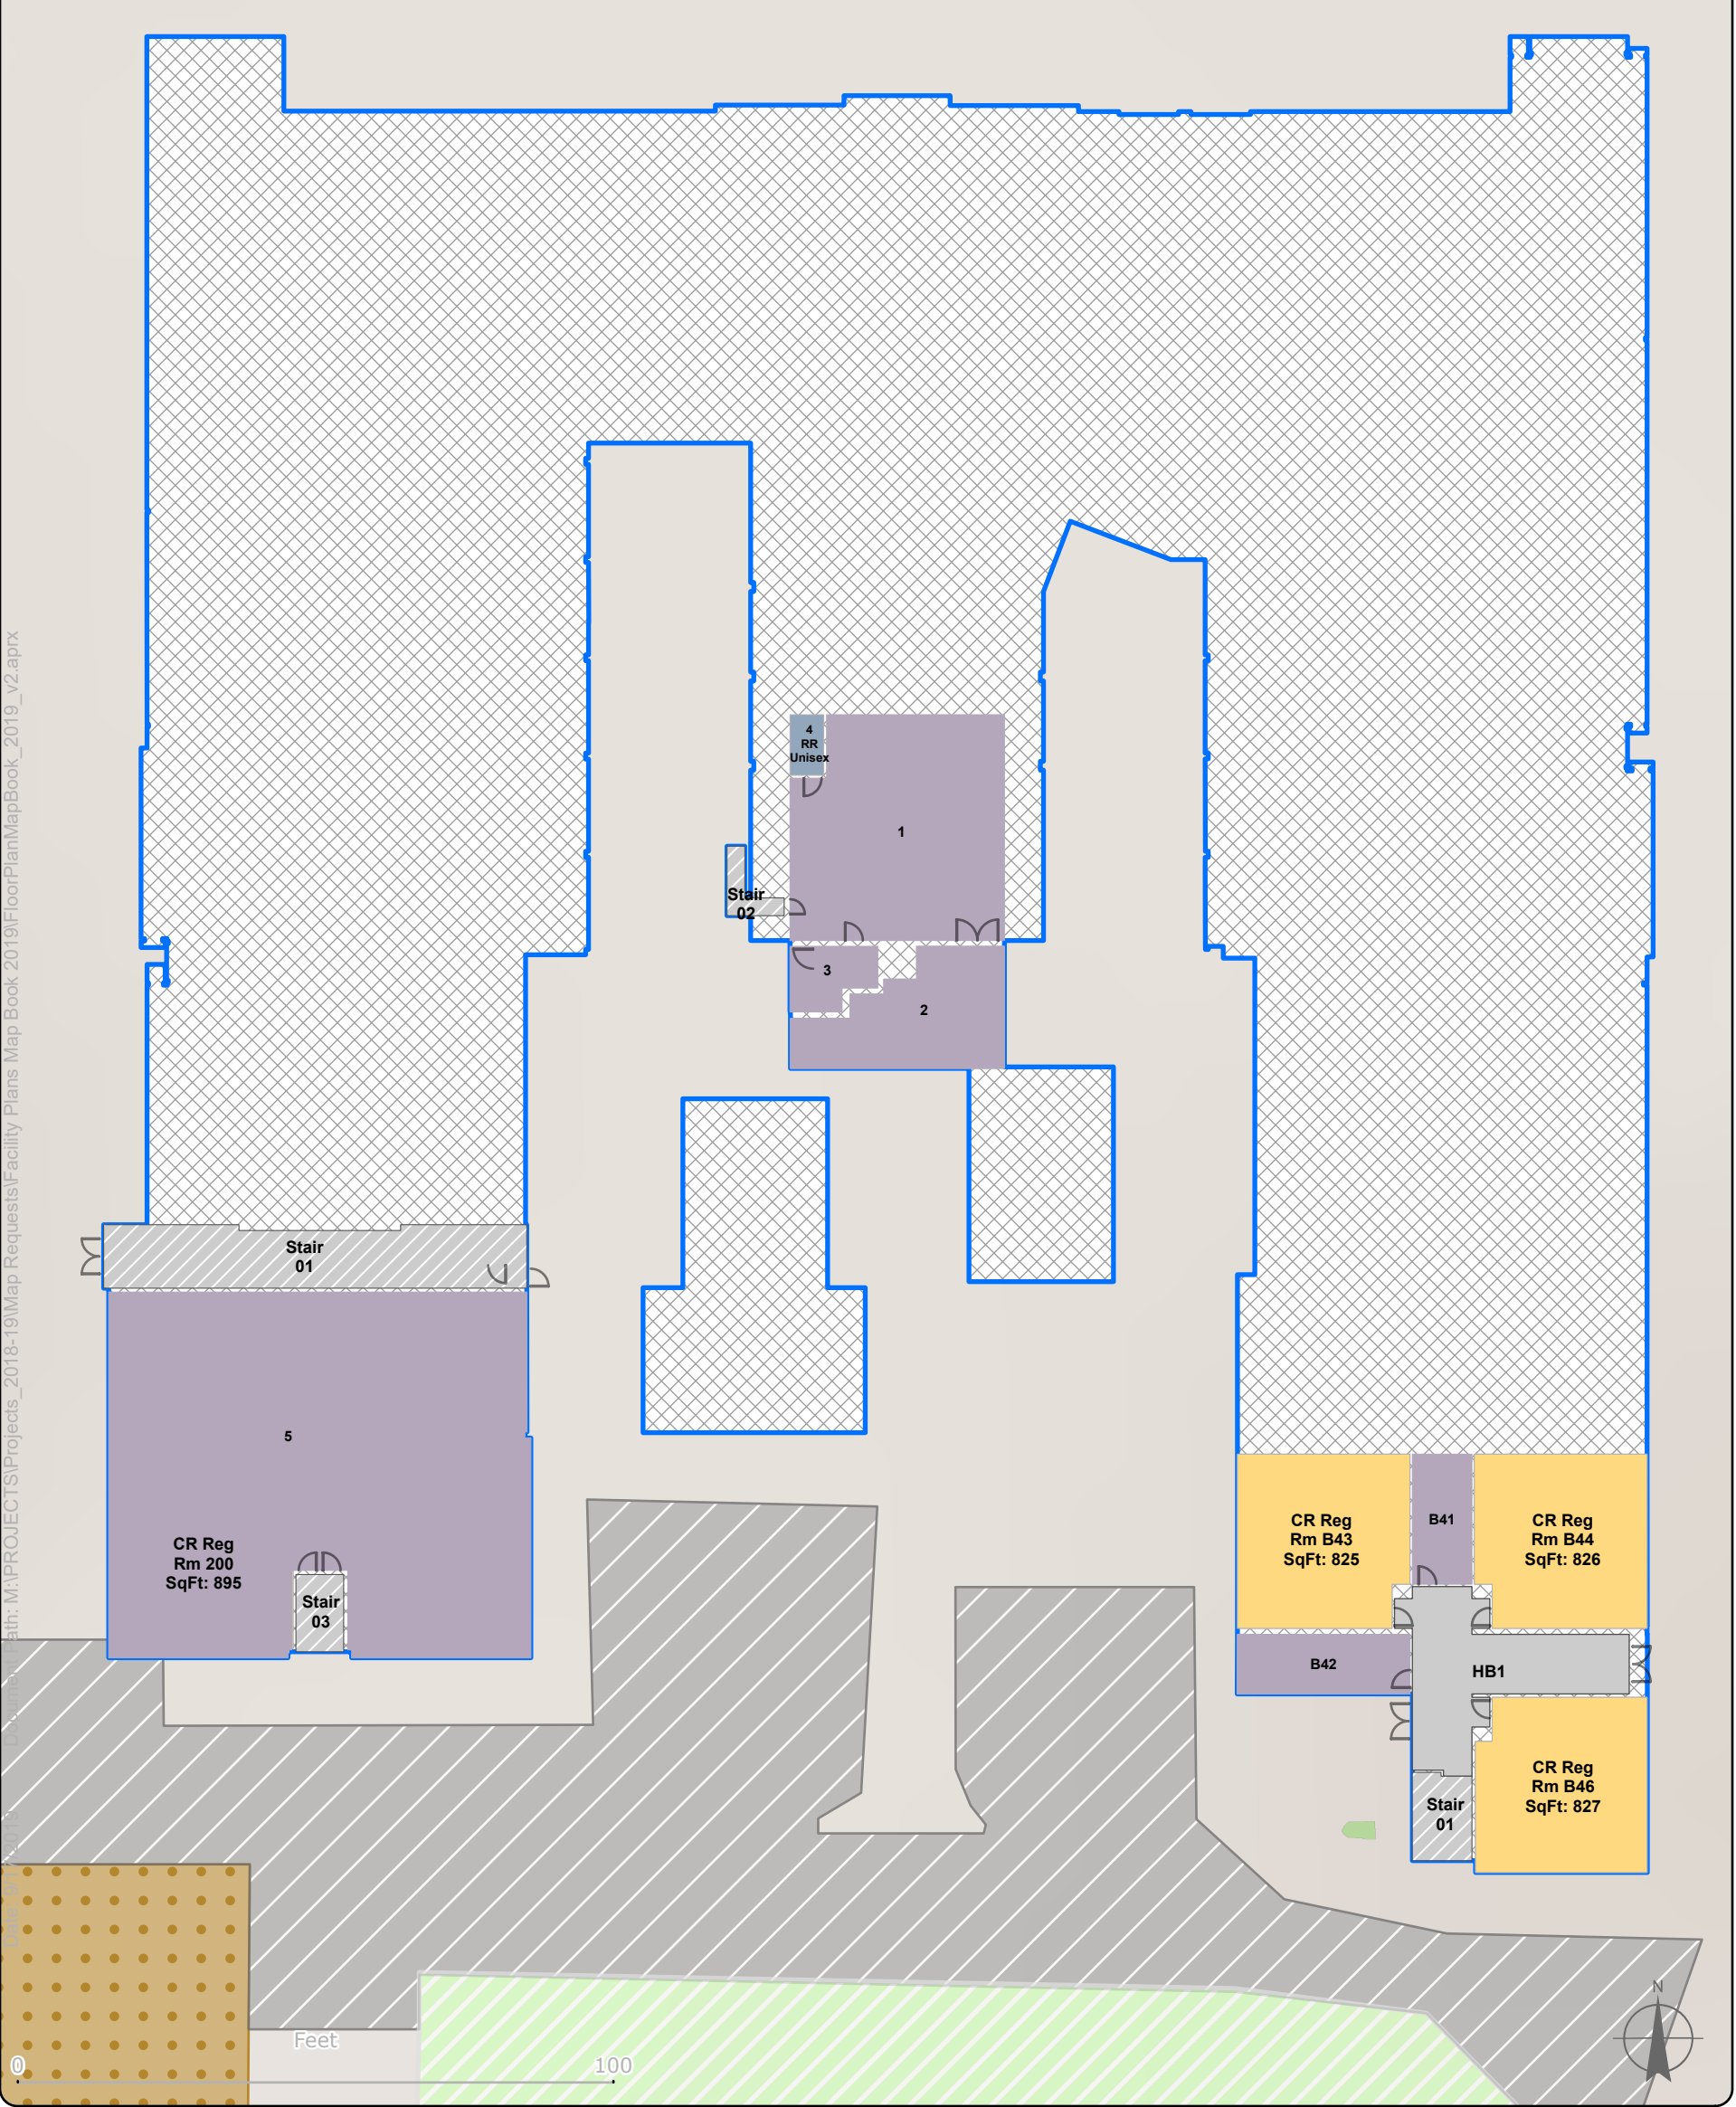 4
RR
Unisex
1
Stair
02
3
2
Stair
01
5
CR Reg
Rm 200
SqFt: 895
Stair
03
CR Reg
Rm B43
SqFt: 825
B41
CR Reg
Rm B44
SqFt: 826
B42
HB1
CR Reg
Rm B46
SqFt: 827
Stair
01
N
Feet
0
100
Document Path: M:\PROJECTS\Projects_2018-19\Map Requests\Facility Plans Map Book 2019\FloorPlanMapBook_2019_v2.aprx
Date: